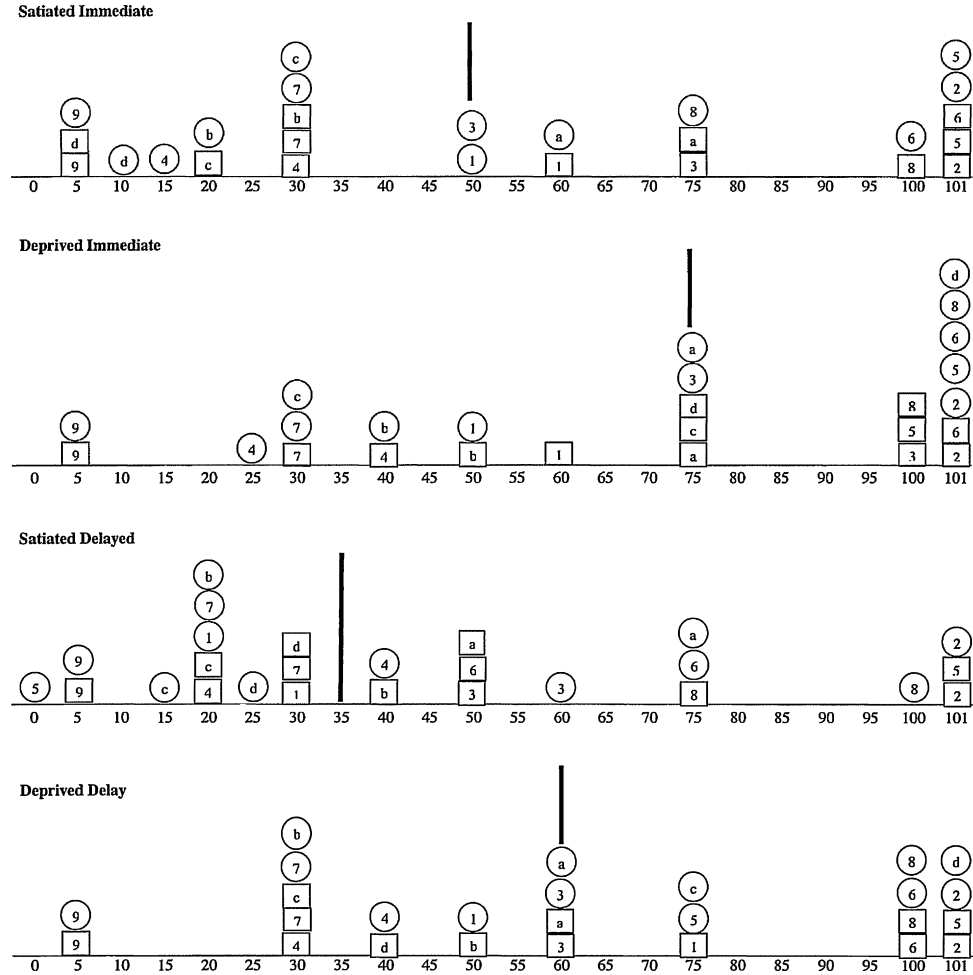 Satiated Immediate
c 5
7 3 8 2
9 b b a a 6 6
d 7 5
9 d 4 c 4 1 1 3 8 2
0 5 10 15 20 25 30 35 40 45 50 55 60 65 70 75 80 85 90 95 100 101
Deprived Immediate
d
8
a 6
3 5
c d 8 2
9 7 b 1 c 5 6
9 4 7 4 b 1 a 3 2
0 5 10 15 20 25 30 35 40 45 50 55 60 65 70 75 80 85 90 95 100 101
Satiated Delayed
b
7
1 d a a 2
9 c 7 4 6 6 5
5 9 c 4 d 1 b 3 3 8 8 2
0 5 10 15 20 25 30 35 40 45 50 55 60 65 70 75 80 85 90 95 100 101
Deprived Delay
b
7 a 8 d
c 3 c 6 2
9 7 4 1 a 5 8 5
9 4 d b 3 1 6 2
0 5 10 15 20 25 30 35 40 45 50 55 60 65 70 75 80 85 90 95 100 101